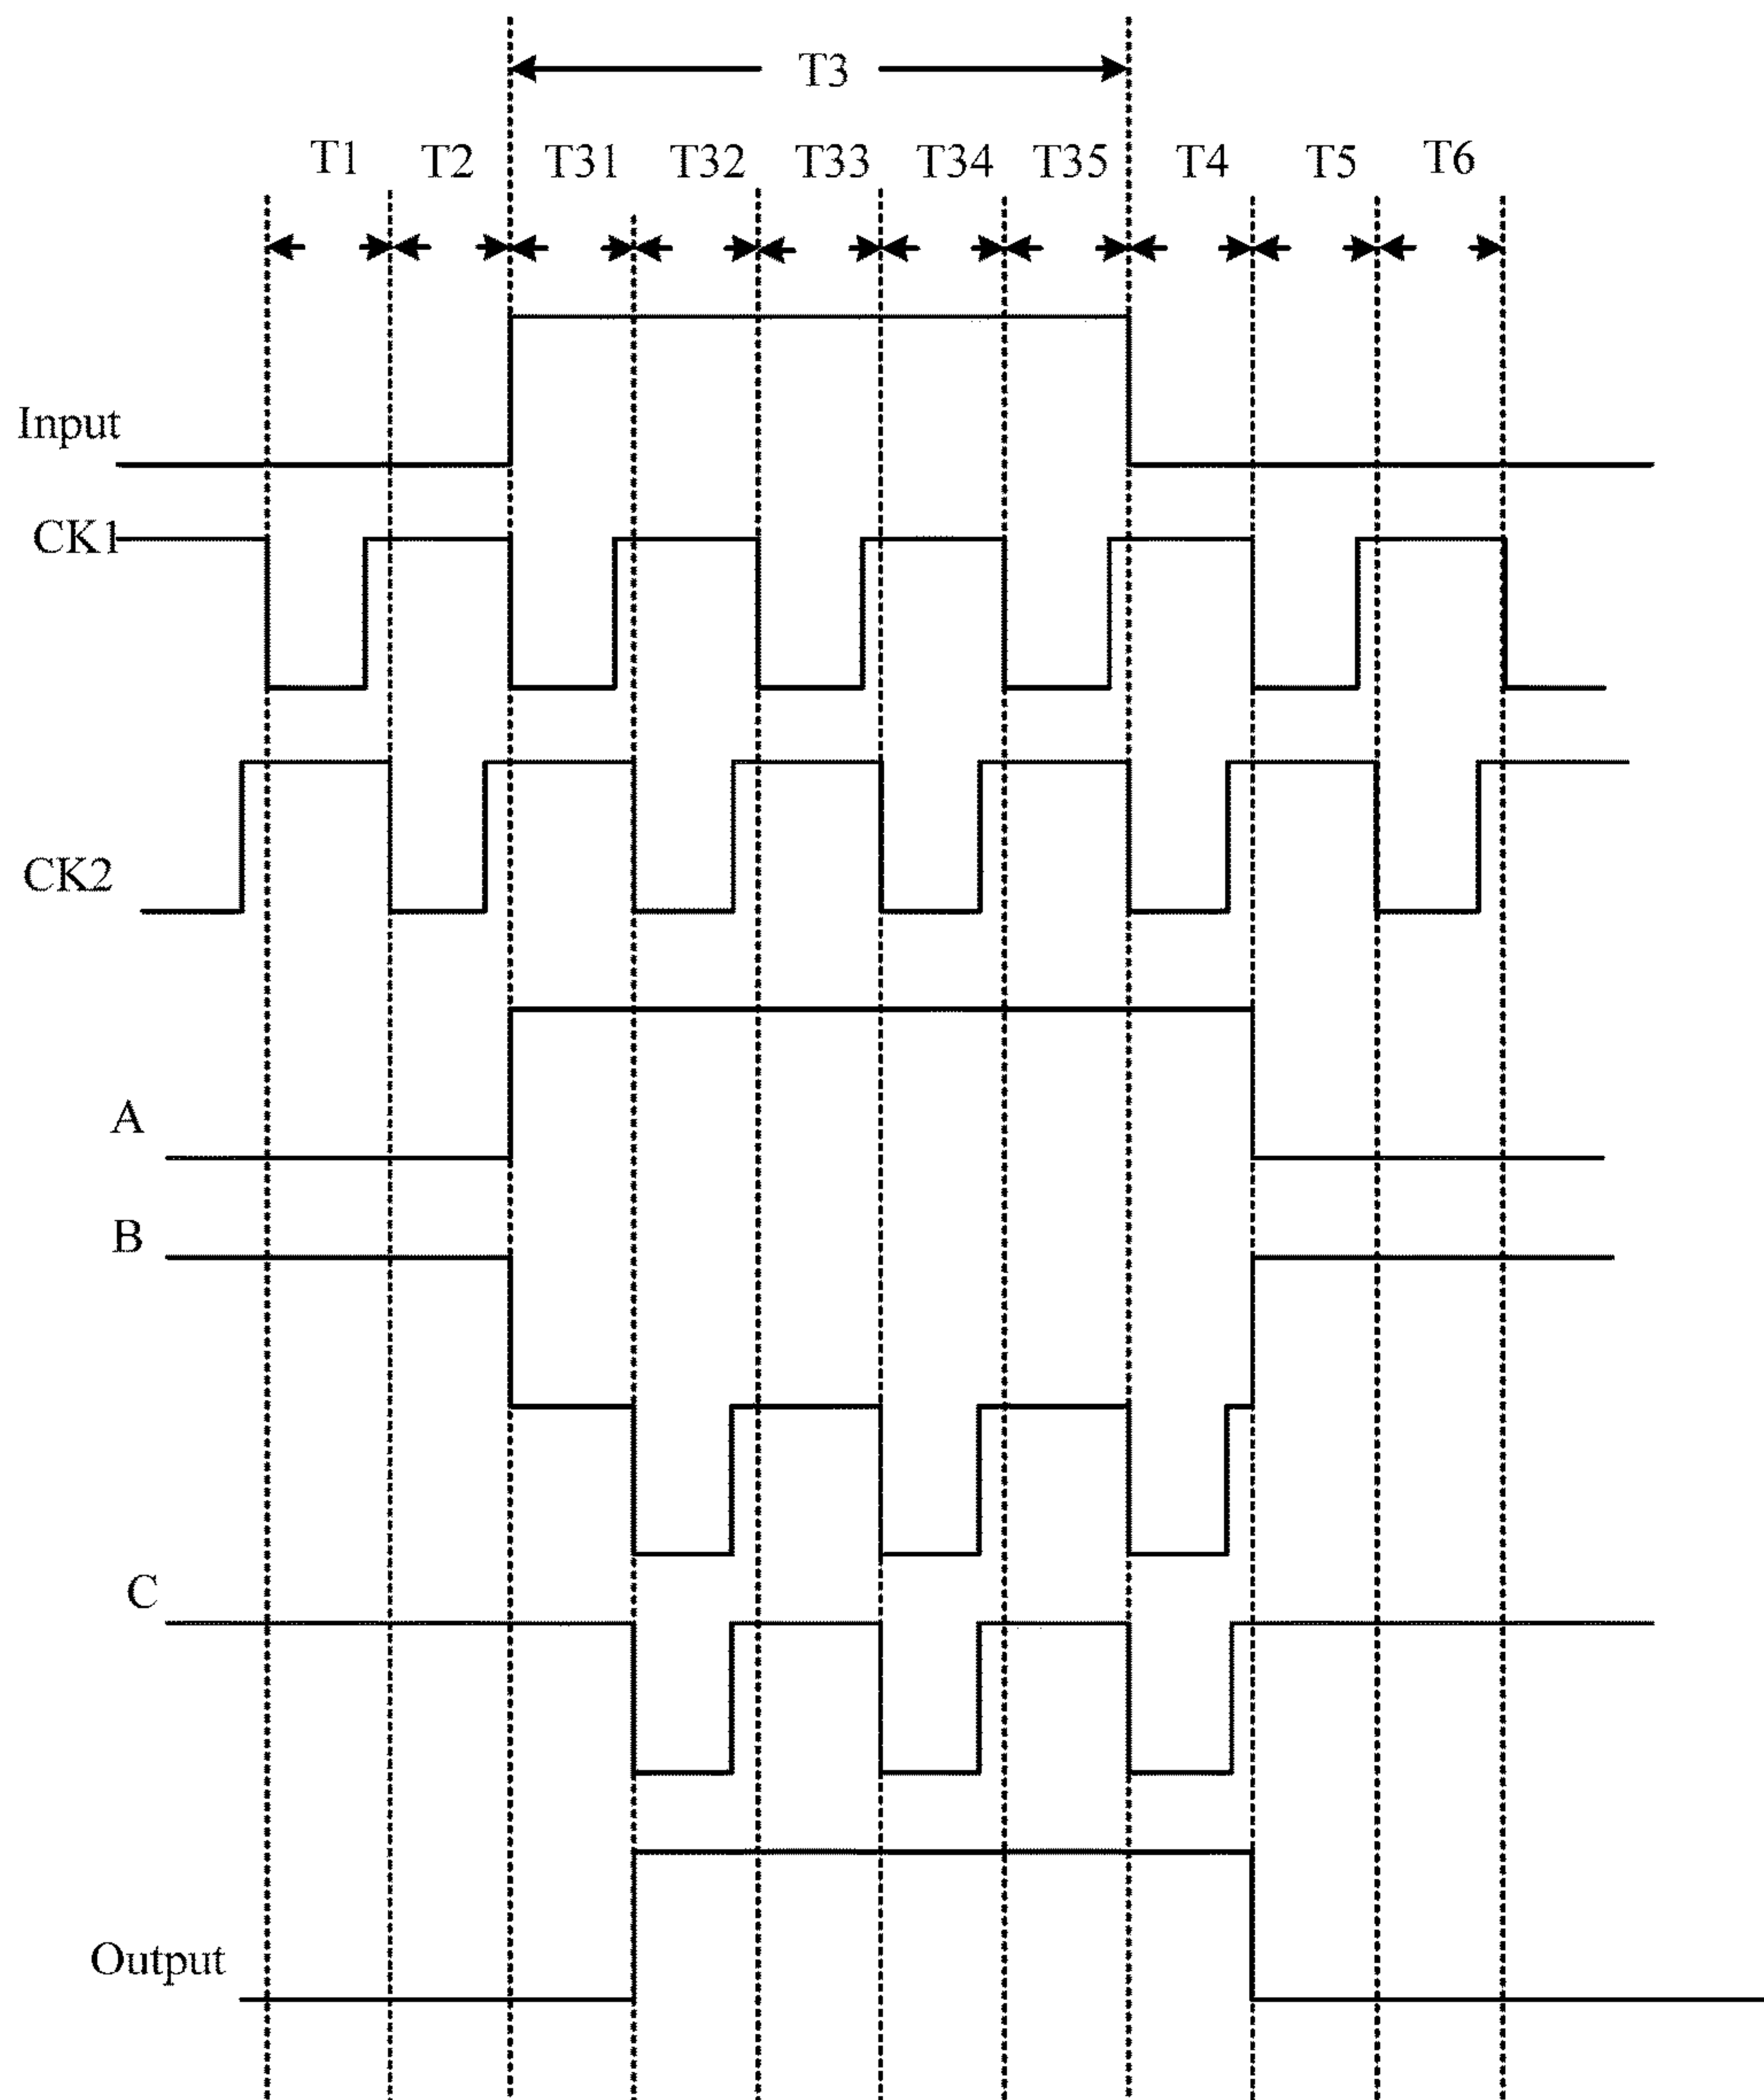 T3
T1 T2 T31 T32 T33 T34 T35 T4 T5 T6
Input
CK1
CK2
A
B
C
Output